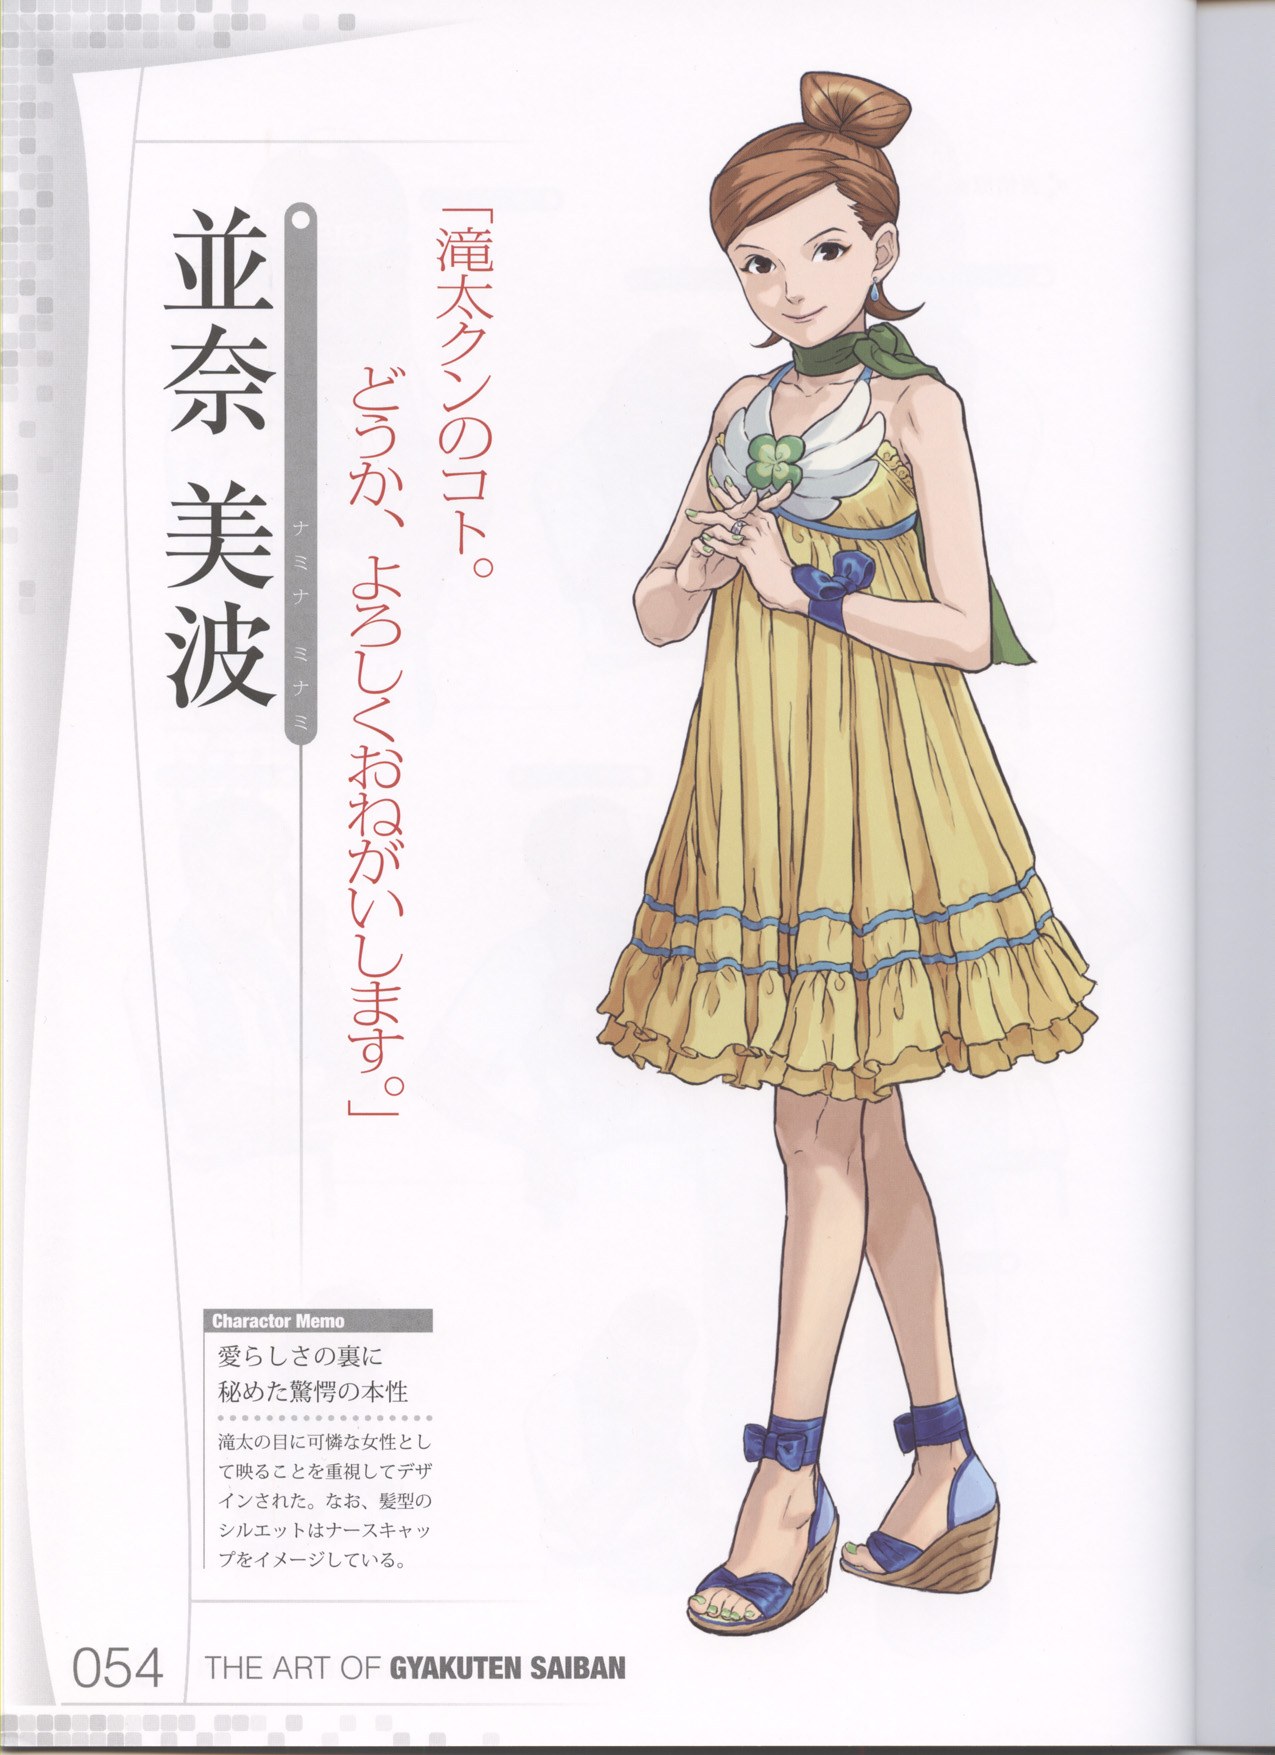 「滝太クンのコト。
どうか、よろしくおねがいします。」
並奈 美波
ナミナ ミナミ
Charactor Memo
愛らしさの裏に
秘めた驚愕の本性
滝太の目に可憐な女性とし
て映ることを重視してデザ
インされた。なお、髪型の
シルエットはナースキャッ
プをイメージしている。
054
THE ART OF GYAKUTEN SAIBAN